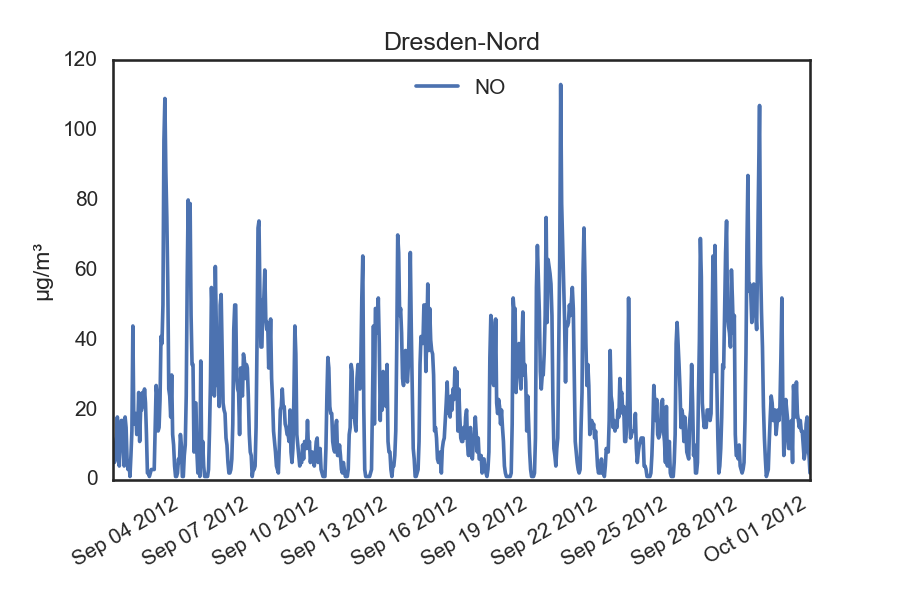 Dresden-Nord
NO
µg/m³
120
100
80
60
40
20
0
Sep 04 2012
Sep 07 2012
Sep 10 2012
Sep 13 2012
Sep 16 2012
Sep 19 2012
Sep 22 2012
Sep 25 2012
Sep 28 2012
Oct 01 2012